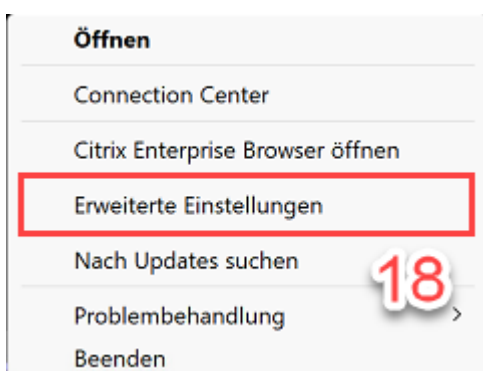 Öffnen
Connection Center
Citrix Enterprise Browser öffnen
Erweiterte Einstellungen
Nach Updates suchen
18
Problembehandlung
Beenden